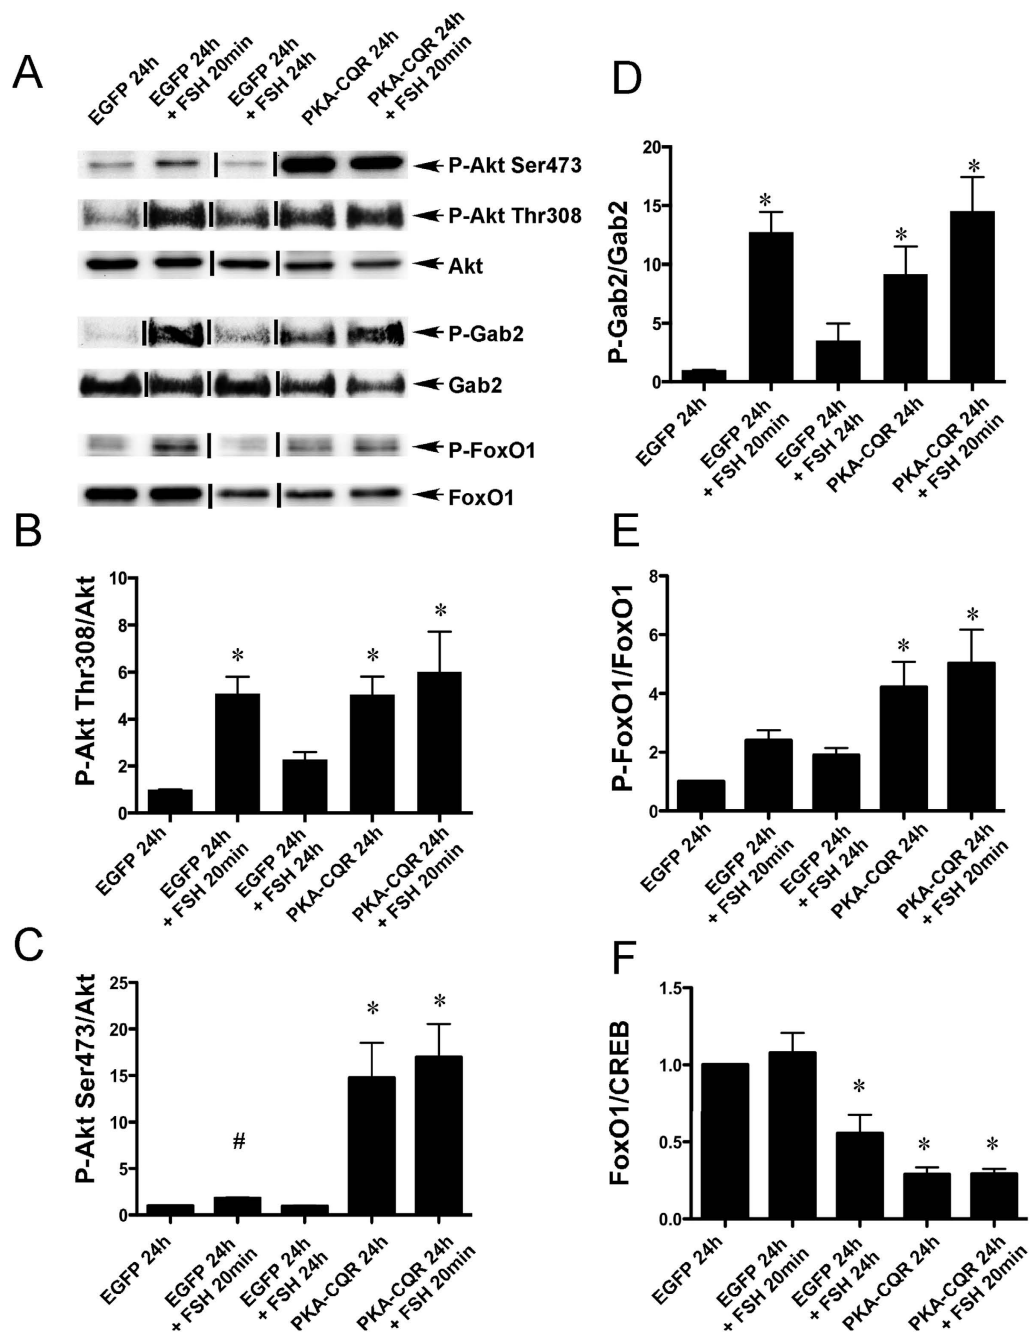 A
EGFP 24h
EGFP 24h
+ FSH 20min
EGFP 24h
+ FSH 24h
PKA-CQR 24h
PKA-CQR 24h
+ FSH 20min
P-Akt Ser473
P-Akt Thr308
Akt
P-Gab2
Gab2
P-FoxO1
FoxO1
B
P-Akt Thr308/Akt
10
8
6
4
2
0
*
*
*
EGFP 24h
EGFP 24h
+ FSH 20min
EGFP 24h
+ FSH 24h
PKA-CQR 24h
PKA-CQR 24h
+ FSH 20min
C
P-Akt Ser473/Akt
25
20
15
10
5
0
#
*
*
EGFP 24h
EGFP 24h
+ FSH 20min
EGFP 24h
+ FSH 24h
PKA-CQR 24h
PKA-CQR 24h
+ FSH 20min
D
P-Gab2/Gab2
20
15
10
5
0
*
*
*
EGFP 24h
EGFP 24h
+ FSH 20min
EGFP 24h
+ FSH 24h
PKA-CQR 24h
PKA-CQR 24h
+ FSH 20min
E
P-FoxO1/FoxO1
8
6
4
2
0
*
*
EGFP 24h
EGFP 24h
+ FSH 20min
EGFP 24h
+ FSH 24h
PKA-CQR 24h
PKA-CQR 24h
+ FSH 20min
F
FoxO1/CREB
1.5
1.0
0.5
0.0
*
*
*
EGFP 24h
EGFP 24h
+ FSH 20min
EGFP 24h
+ FSH 24h
PKA-CQR 24h
PKA-CQR 24h
+ FSH 20min